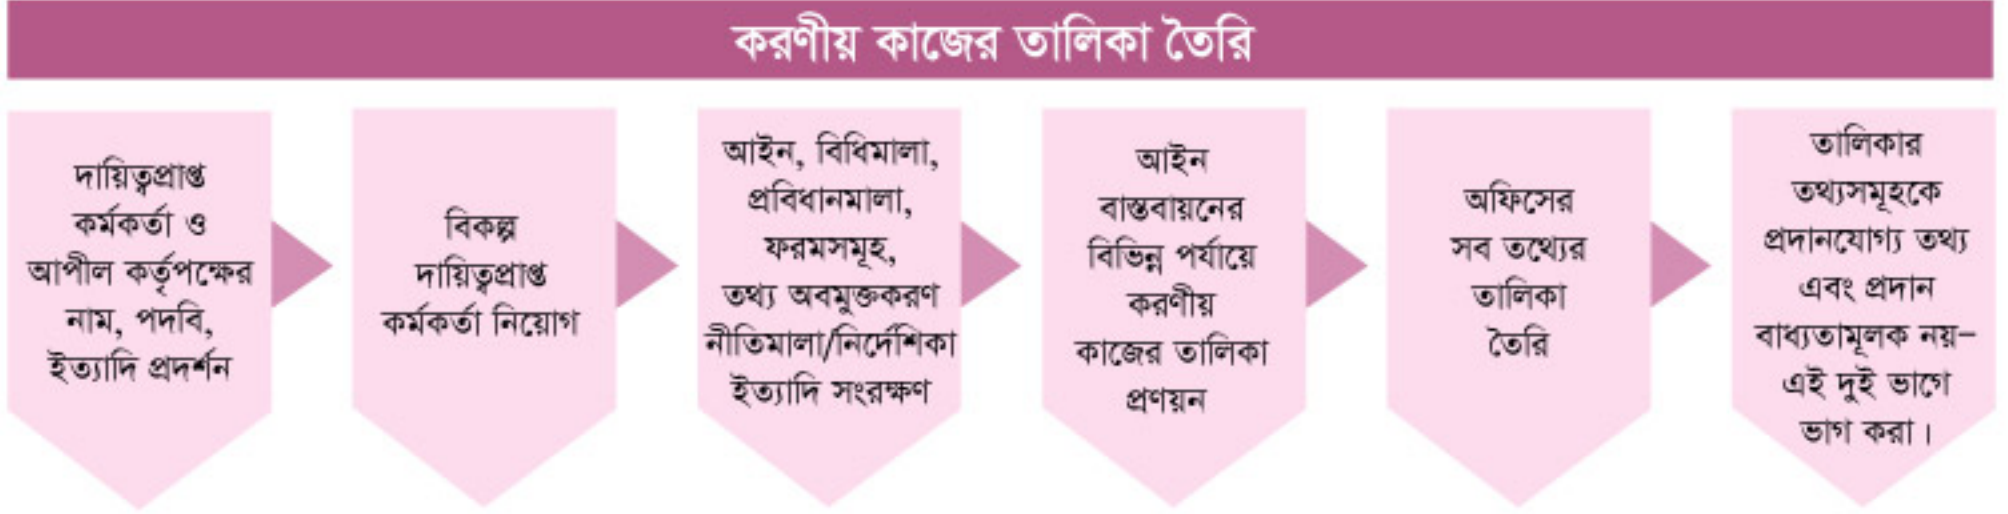 করণীয় কাজের তালিকা তৈরি
দায়িত্বপ্রাপ্ত
কর্মকর্তা ও
আপীল কর্তৃপক্ষের
নাম, পদবি,
ইত্যাদি প্রদর্শন
বিকল্প
দায়িত্বপ্রাপ্ত
কর্মকর্তা নিয়োগ
আইন, বিধিমালা,
প্রবিধানমালা,
ফরমসমূহ,
তথ্য অবমুক্তকরণ
নীতিমালা/নির্দেশিকা
ইত্যাদি সংরক্ষণ
আইন
বাস্তবায়নের
বিভিন্ন পর্যায়ে
করণীয়
কাজের তালিকা
প্রণয়ন
অফিসের
সব তথ্যের
তালিকা
তৈরি
তালিকার
তথ্যসমূহকে
প্রদানযোগ্য তথ্য
এবং প্রদান
বাধ্যতামূলক নয়–
এই দুই ভাগে
ভাগ করা।